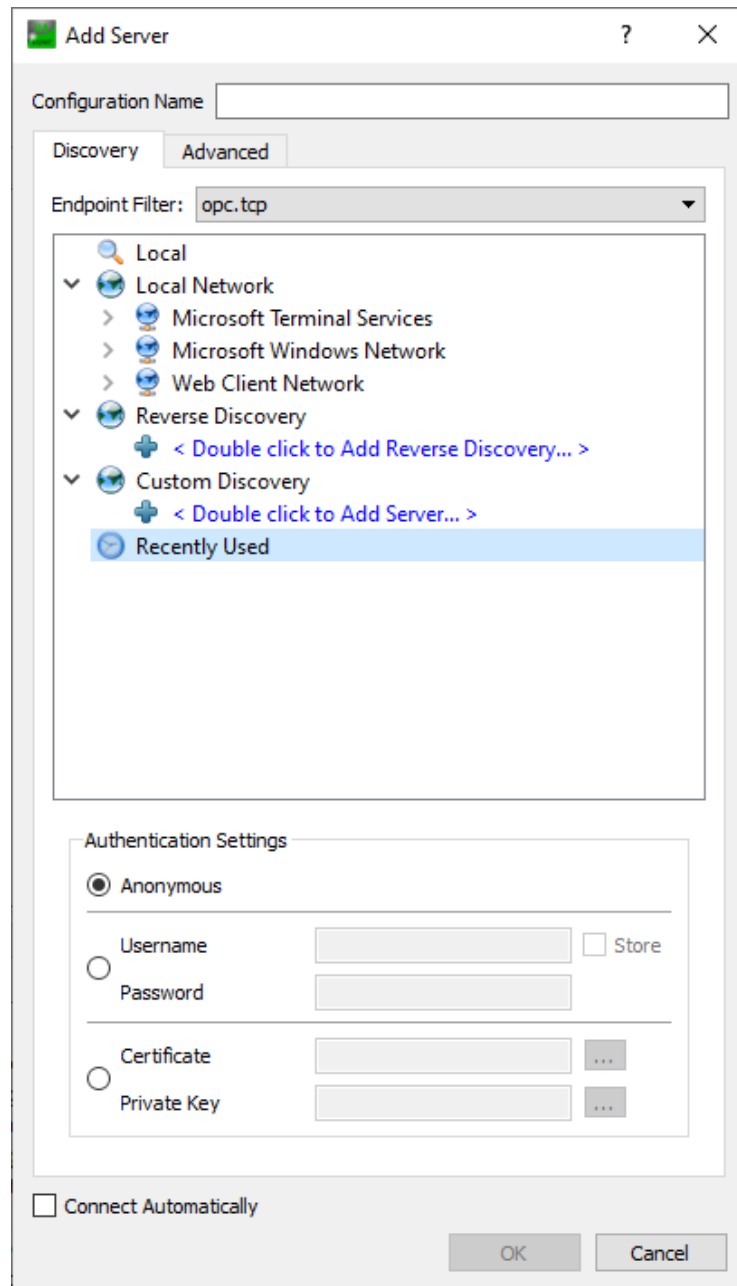 Add Server
Configuration Name
Discovery Advanced
Endpoint Filter: opc.tcp
Local
Local Network
Microsoft Terminal Services
Microsoft Windows Network
Web Client Network
Reverse Discovery
< Double click to Add Reverse Discovery... >
Custom Discovery
< Double click to Add Server... >
Recently Used
Authentication Settings
Anonymous
Username Store
Password
Certificate ...
Private Key ...
Connect Automatically
OK Cancel